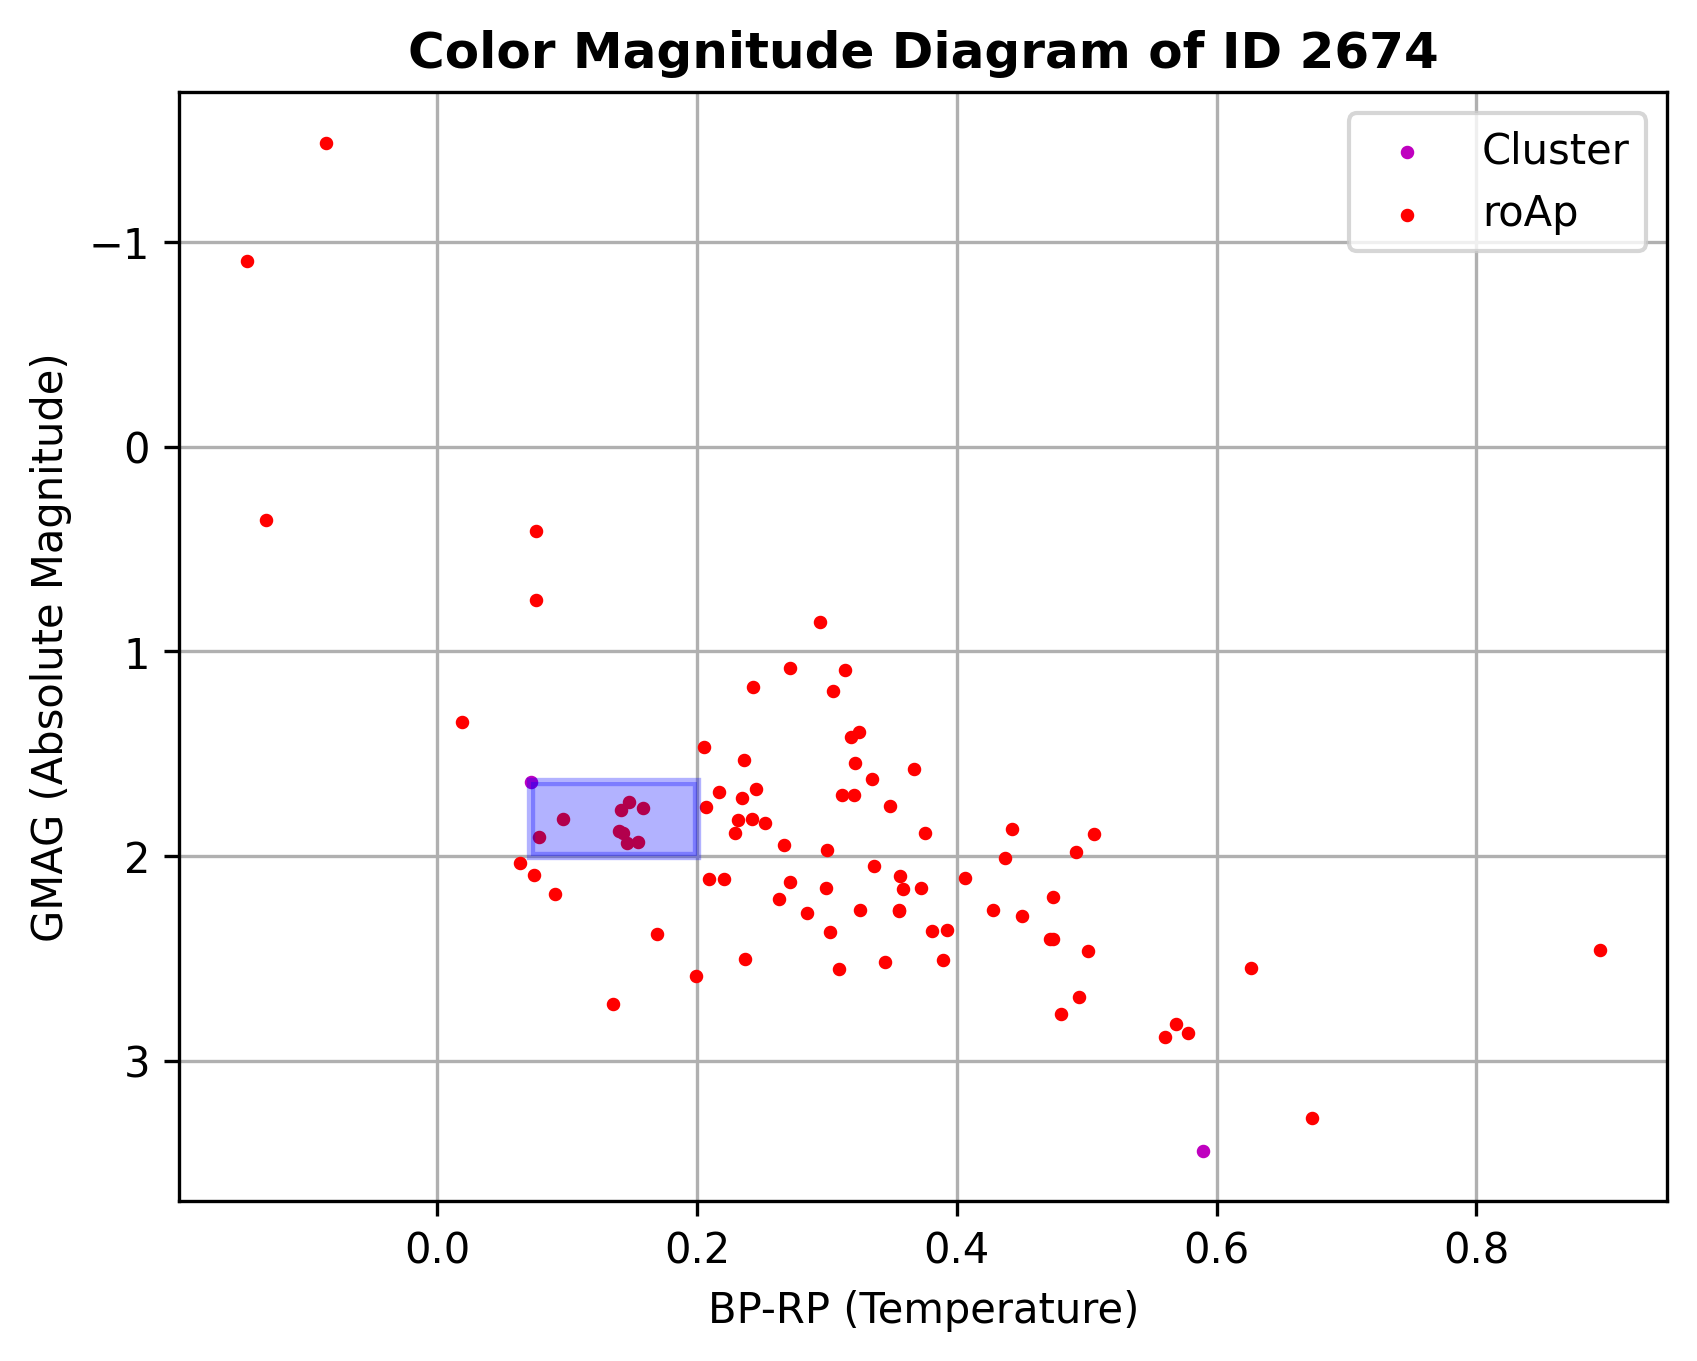 Color Magnitude Diagram of ID 2674
Cluster
roAp
GMAG (Absolute Magnitude)
−1
0
1
2
3
0.0 0.2 0.4 0.6 0.8
BP-RP (Temperature)